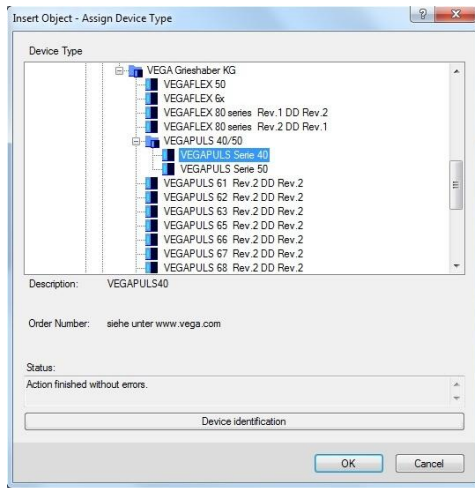 Insert Object - Assign Device Type
Device Type
VEGA Grieshaber KG
VEGAFLEX 50
VEGAFLEX 6x
VEGAFLEX 80 series Rev.1 DD Rev.2
VEGAFLEX 80 series Rev.2 DD Rev.1
VEGAPULS 40/50
VEGAPULS Serie 40
VEGAPULS Serie 50
VEGAPULS 61 Rev.2 DD Rev.2
VEGAPULS 62 Rev.2 DD Rev.2
VEGAPULS 63 Rev.2 DD Rev.2
VEGAPULS 65 Rev.2 DD Rev.2
VEGAPULS 66 Rev.2 DD Rev.2
VEGAPULS 67 Rev.2 DD Rev.2
VEGAPULS 68 Rev.2 DD Rev.2
Description: VEGAPULS40
Order Number: siehe unter www.vega.com
Status:
Action finished without errors.
Device identification
OK Cancel